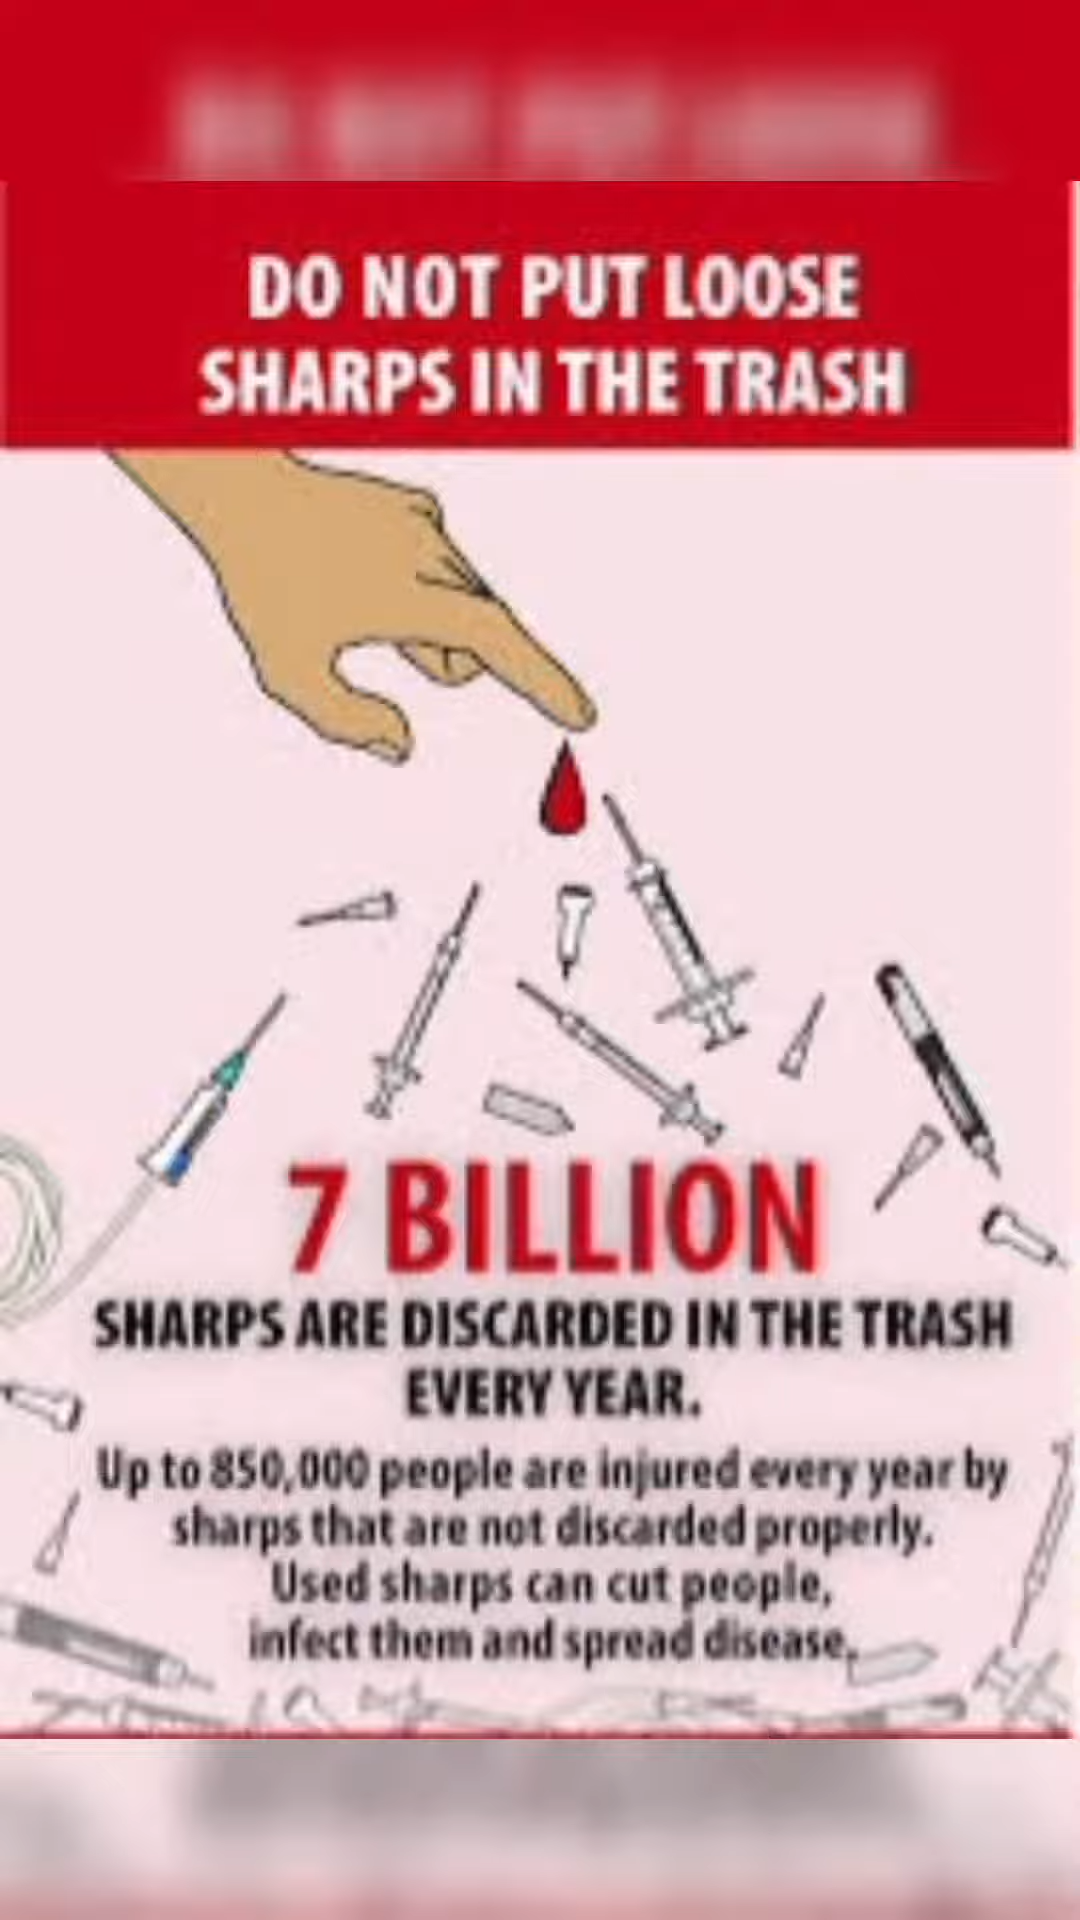 DO NOT PUT LOOSE
SHARPS IN THE TRASH
7 BILLION
SHARPS ARE DISCARDED IN THE TRASH
EVERY YEAR.
Up to 850,000 people are injured every year by
sharps that are not discarded properly.
Used sharps can cut people,
infect them and spread disease.